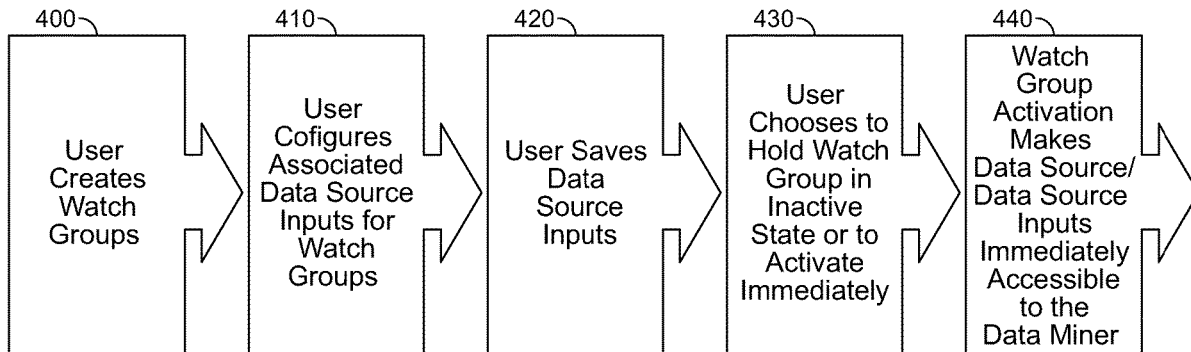 400
User
Creates
Watch
Groups
410
User
Cofigures
Associated
Data Source
Inputs for
Watch
Groups
420
User Saves
Data
Source
Inputs
430
User
Chooses to
Hold Watch
Group in
Inactive
State or to
Activate
Immediately
440
Watch
Group
Activation
Makes
Data Source/
Data Source
Inputs
Immediately
Accessible
to the
Data Miner